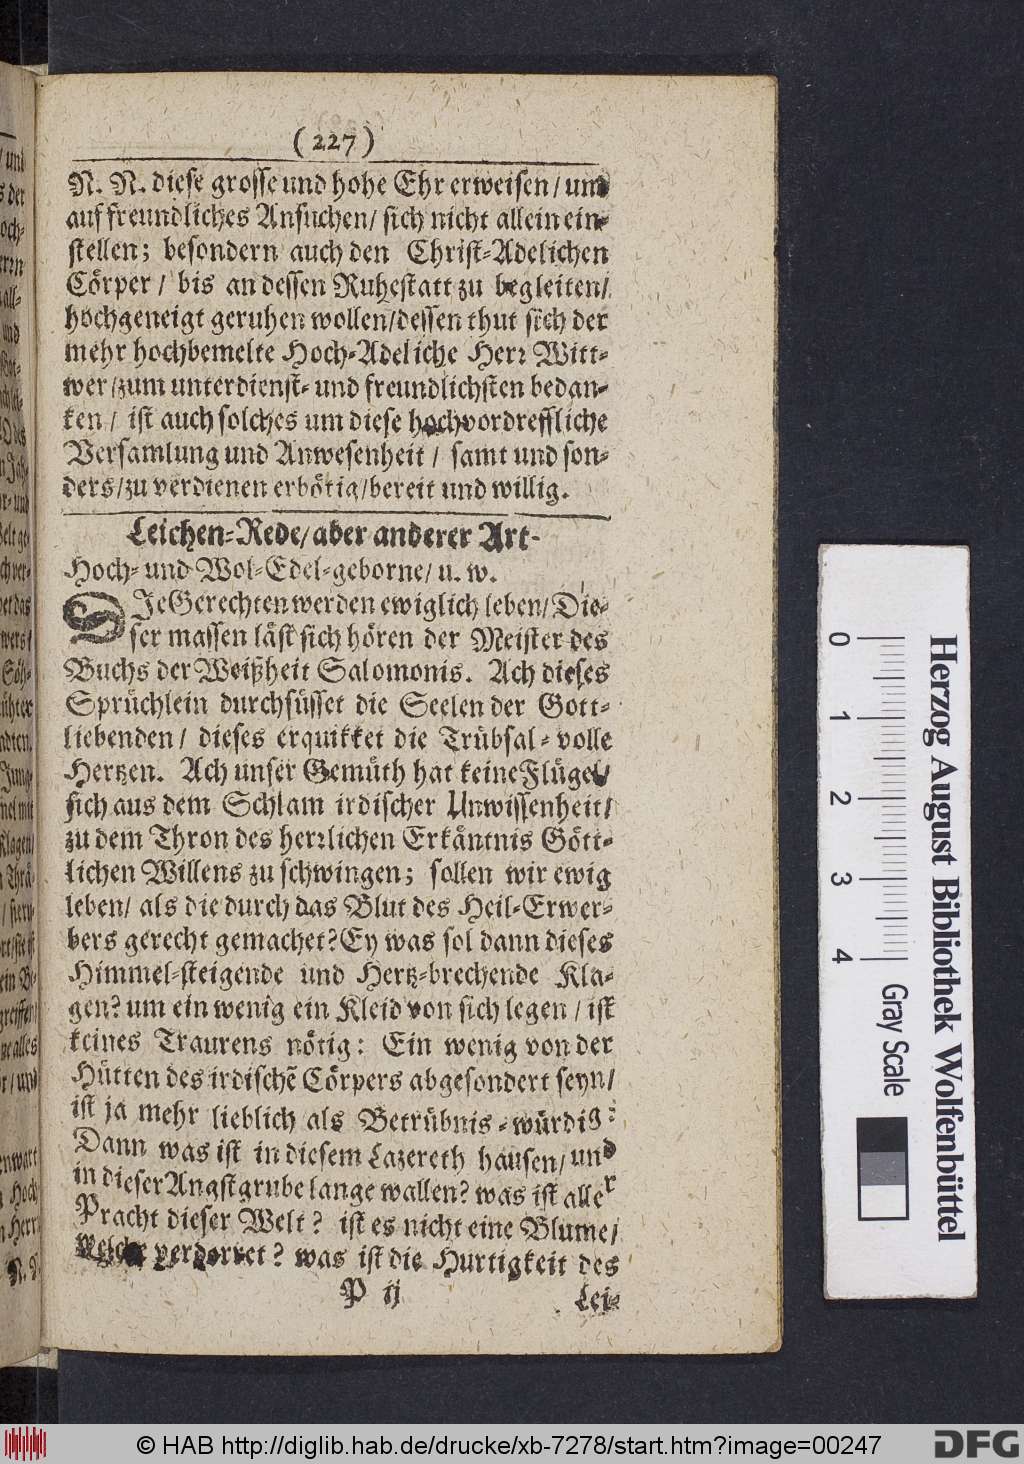 (227)
N. N. diese grosse und hohe Ehr erweisen/ und
auf freundliches Ansuchen/ sich nicht allein ein-
stellen; besondern auch den Christ-Adelichen
Cörper/ bis an dessen Ruhestatt zu begleiten/
hochgeneigt geruhen wollen/dessen thut sich der
mehr hochbemelte Hoch-Adeliche Herr Witt-
wer/zum unterdienst- und freundlichsten bedan-
ken/ ist auch solches um diese hochvordreffliche
Versamlung und Anwesenheit/ samt und son-
ders/zu verdienen erbötig/bereit und willig.
Leichen-Rede/aber anderer Art-
Hoch- und Wol-Edel-geborne/ u. w.
DIe Gerechten werden ewiglich leben/ Die-
ser massen läst sich hören der Meister des
Buchs der Weißheit Salomonis. Ach dieses
Sprüchlein durchsüsset die Seelen der Gott-
liebenden/ dieses erquikket die Trübsal-volle
Hertzen. Ach unser Gemüth hat keine Flügel/
sich aus dem Schlam irdischer Unwissenheit/
zu dem Thron des herrlichen Erkäntnis Gött-
lichen Willens zu schwingen; sollen wir ewig
leben/ als die durch das Blut des Heil-Erwer-
bers gerecht gemachet? Ey was sol dann dieses
Himmel-steigende und Hertz-brechende Kla-
gen? um ein wenig ein Kleid von sich legen/ ist
keines Traurens nötig: Ein wenig von der
Hütten des irdischẽ Cörpers abgesondert seyn/
ist ja mehr lieblich als Betrübnis-würdig:
Dann was ist in diesem Lazereth hausen/ und
in dieser Angstgrube lange wallen? was ist aller
Pracht dieser Welt? ist es nicht eine Blume/
welche verdorret? was ist die Hurtigkeit des
P ij
Lei-
0 1 2 3 4
Gray Scale
Herzog August Bibliothek Wolfenbüttel
© HAB http://diglib.hab.de/drucke/xb-7278/start.htm?image=00247
DFG